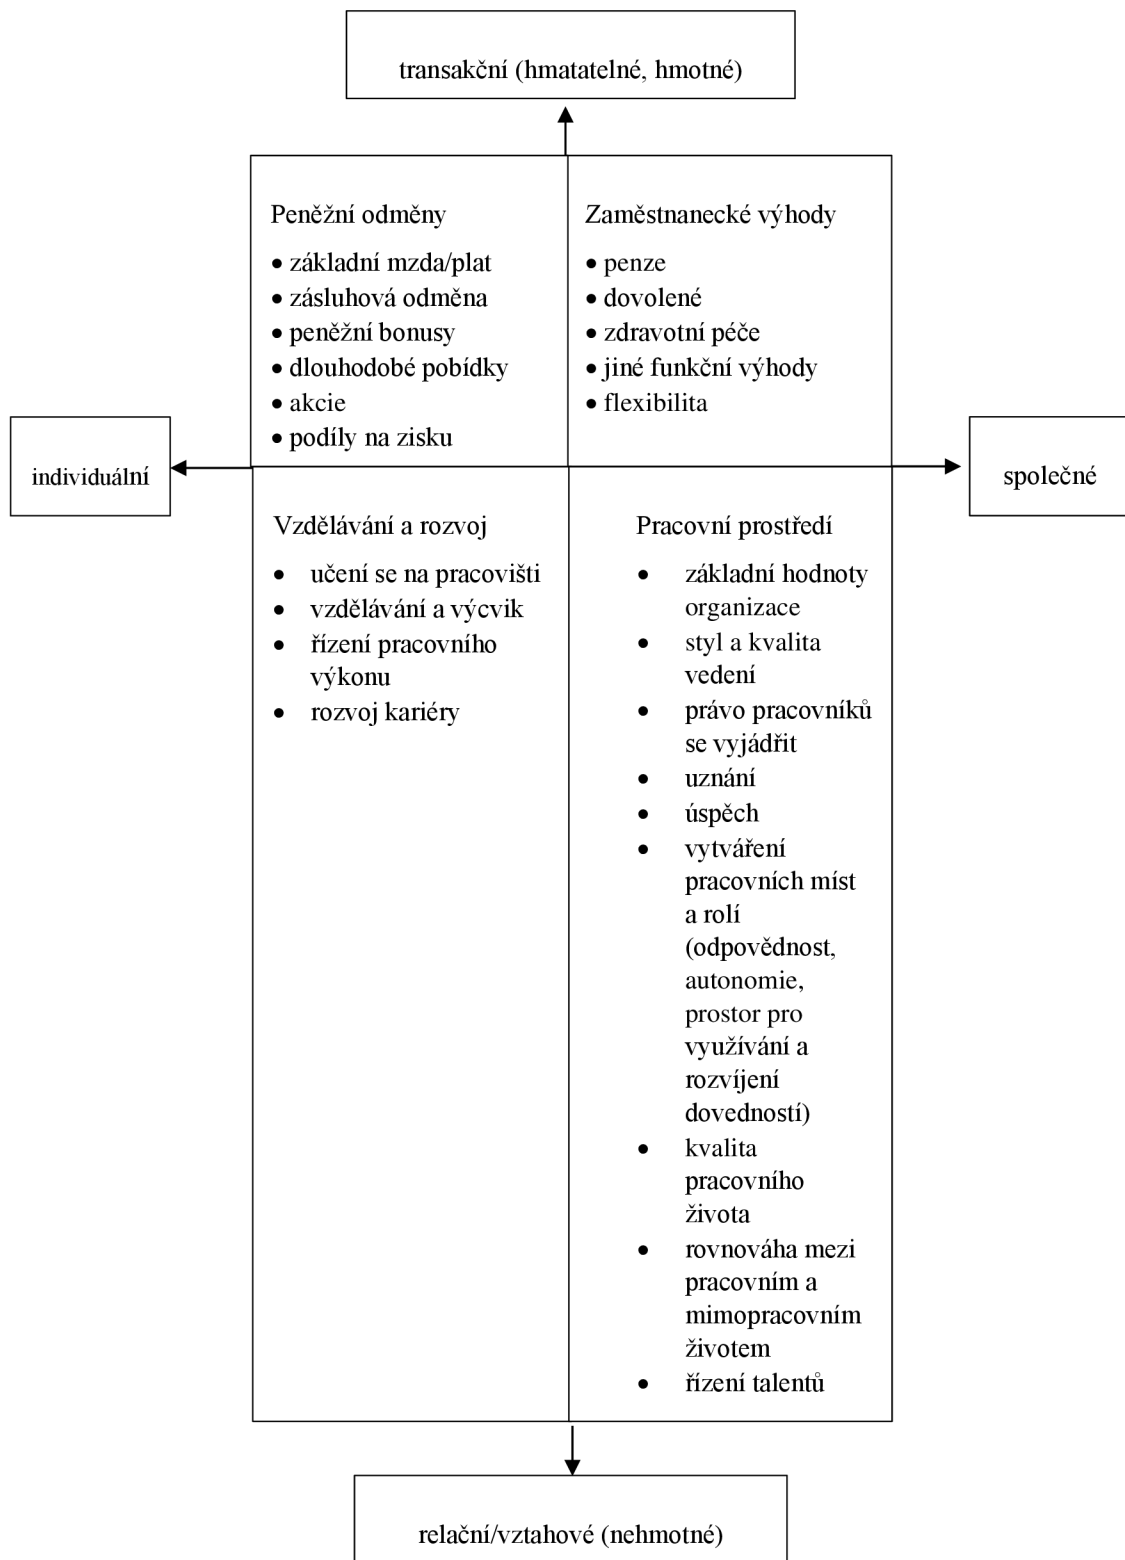 transakční (hmatatelné, hmotné)
Peněžní odměny
• základní mzda/plat
• zásluhová odměna
• peněžní bonusy
• dlouhodobé pobídky
• akcie
• podíly na zisku
Zaměstnanecké výhody
• penze
• dovolené
• zdravotní péče
• jiné funkční výhody
• flexibilita
individuální
společné
Vzdělávání a rozvoj
• učení se na pracovišti
• vzdělávání a výcvik
• řízení pracovního
výkonu
• rozvoj kariéry
Pracovní prostředí
• základní hodnoty
organizace
• styl a kvalita
vedení
• právo pracovníků
se vyjádřit
• uznání
• úspěch
• vytváření
pracovních míst
a rolí
(odpovědnost,
autonomie,
prostor pro
využívání a
rozvíjení
dovedností)
• kvalita
pracovního
života
• rovnováha mezi
pracovním a
mimopracovním
životem
• řízení talentů
relační/vztahové (nehmotné)